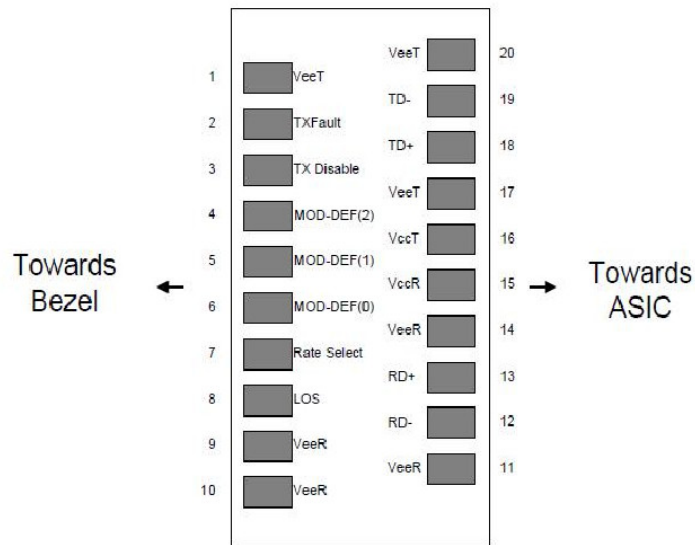 1 VeeT
2 TXFault
3 TX Disable
4 MOD-DEF(2)
5 MOD-DEF(1)
6 MOD-DEF(0)
7 Rate Select
8 LOS
9 VeeR
10 VeeR
VeeT 20
TD- 19
TD+ 18
VeeT 17
VccT 16
VccR 15
VeeR 14
RD+ 13
RD- 12
VeeR 11
Towards
Bezel
Towards
ASIC